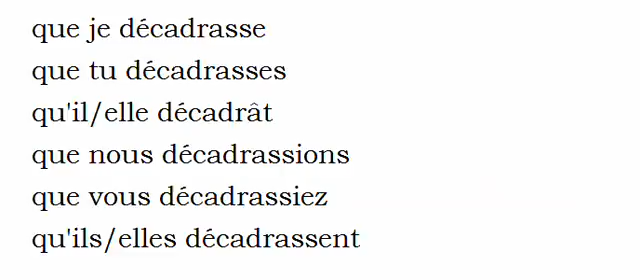 que je décadrasse
que tu décadrasses
qu'il/elle décadrât
que nous décadrassions
que vous décadrassiez
qu'ils/elles décadrassent